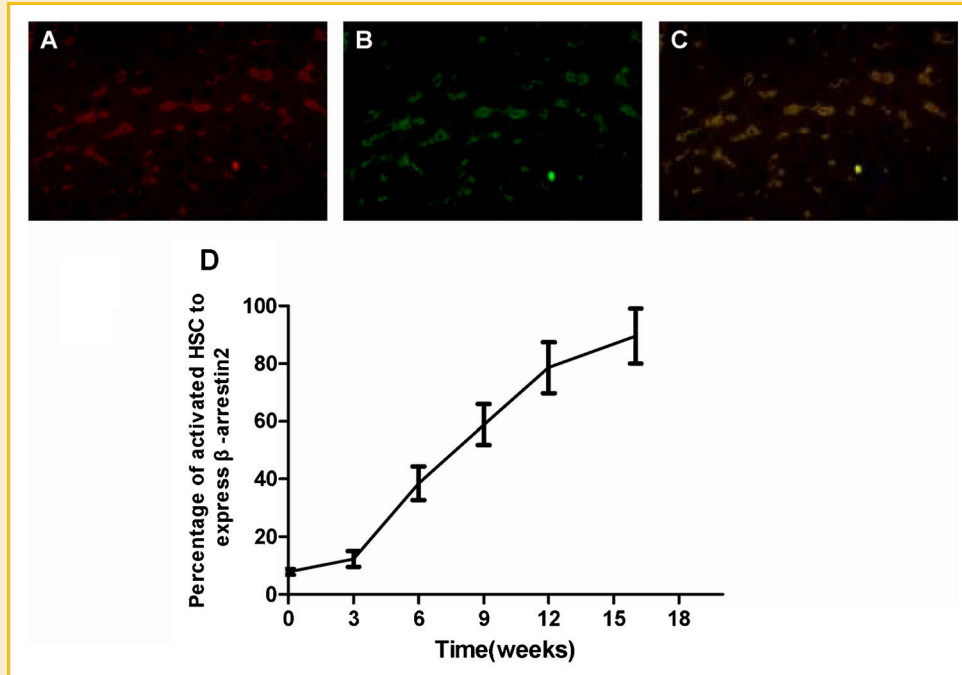 A
B
C
D
Percentage of activated HSC to
express β -arrestin2
100
80
60
40
20
0
0 3 6 9 12 15 18
Time(weeks)